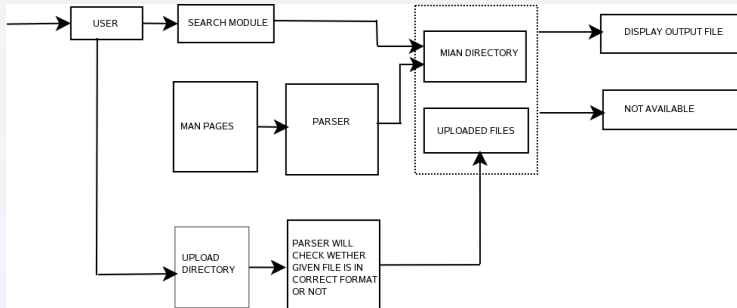 USER
SEARCH MODULE
DISPLAY OUTPUT FILE
MIAN DIRECTORY
MAN PAGES
PARSER
UPLOADED FILES
NOT AVAILABLE
UPLOAD
DIRECTORY
PARSER WILL
CHECK WETHER
GIVEN FILE IS IN
CORRECT FORMAT
OR NOT